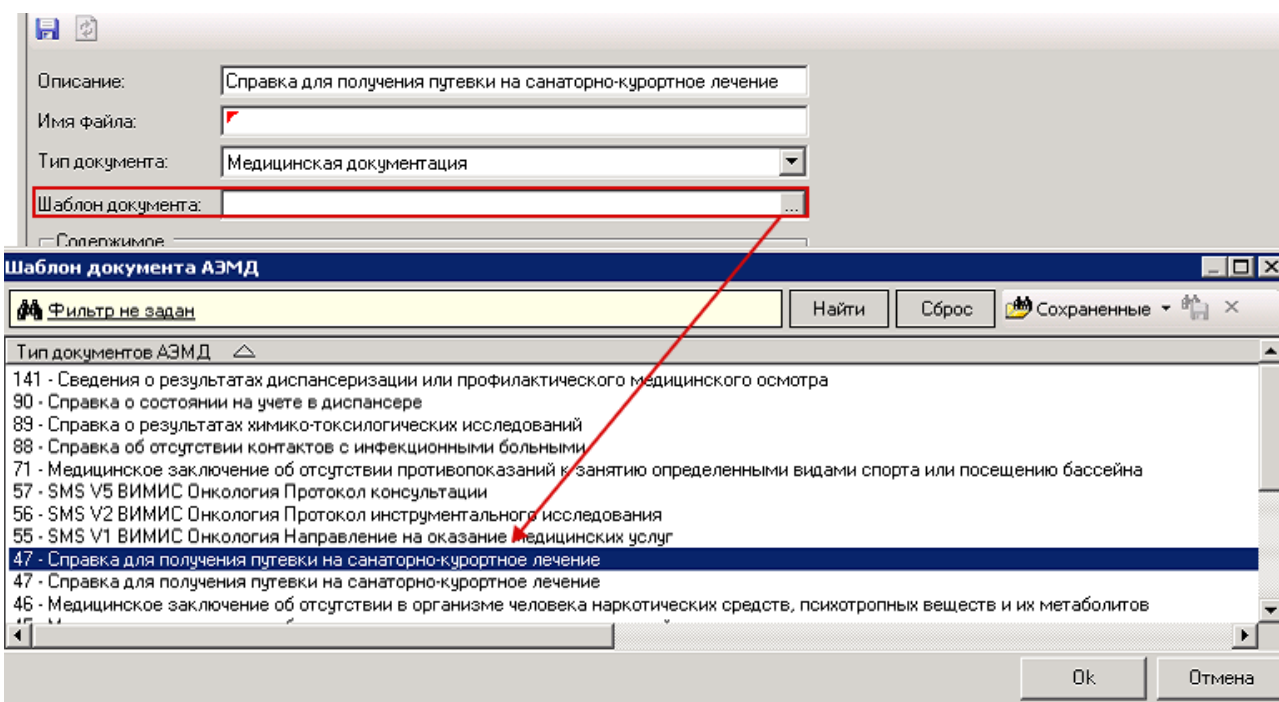 Описание: Справка для получения путевки на санаторно-курортное лечение
Имя файла:
Тип документа: Медицинская документация
Шаблон документа: ...
Содержимое
Шаблон документа АЭМД
Фильтр не задан Найти Сброс Сохраненные
Тип документов АЭМД
141 - Сведения о результатах диспансеризации или профилактического медицинского осмотра
90 - Справка о состоянии на учете в диспансере
89 - Справка о результатах химико-токсилогических исследований
88 - Справка об отсутствии контактов с инфекционными больными
71 - Медицинское заключение об отсутствии противопоказаний к занятию определенными видами спорта или посещению бассейна
57 - SMS V5 ВИМИС Онкология Протокол консультации
56 - SMS V2 ВИМИС Онкология Протокол инструментального исследования
55 - SMS V1 ВИМИС Онкология Направление на оказание медицинских услуг
47 - Справка для получения путевки на санаторно-курортное лечение
47 - Справка для получения путевки на санаторно-курортное лечение
46 - Медицинское заключение об отсутствии в организме человека наркотических средств, психотропных веществ и их метаболитов
Ok Отмена